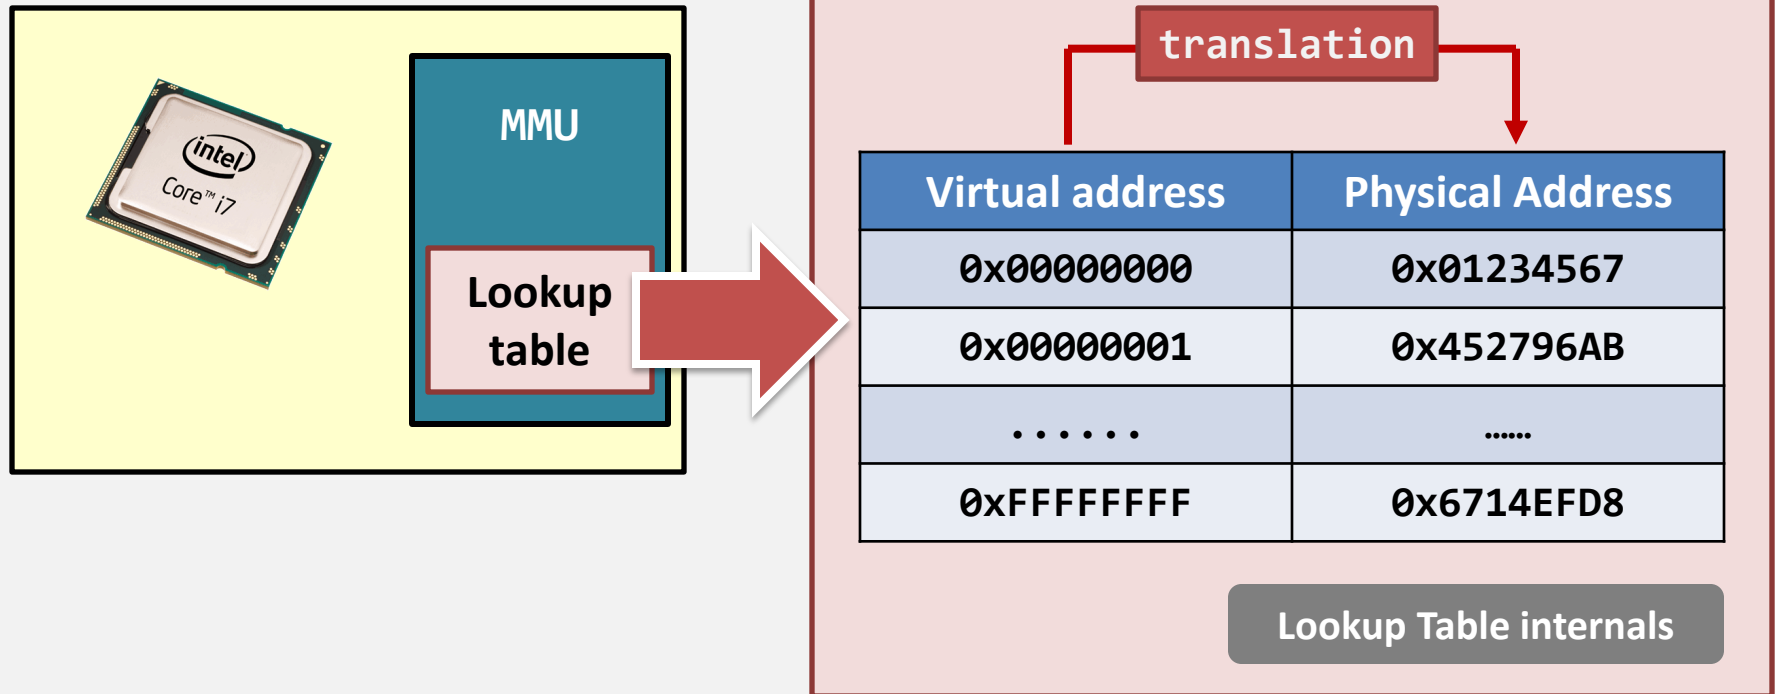 intel
Core™ i7
MMU
Lookup
table
translation
Virtual address Physical Address
0x00000000 0x01234567
0x00000001 0x452796AB
...... ......
0xFFFFFFFF 0x6714EFD8
Lookup Table internals